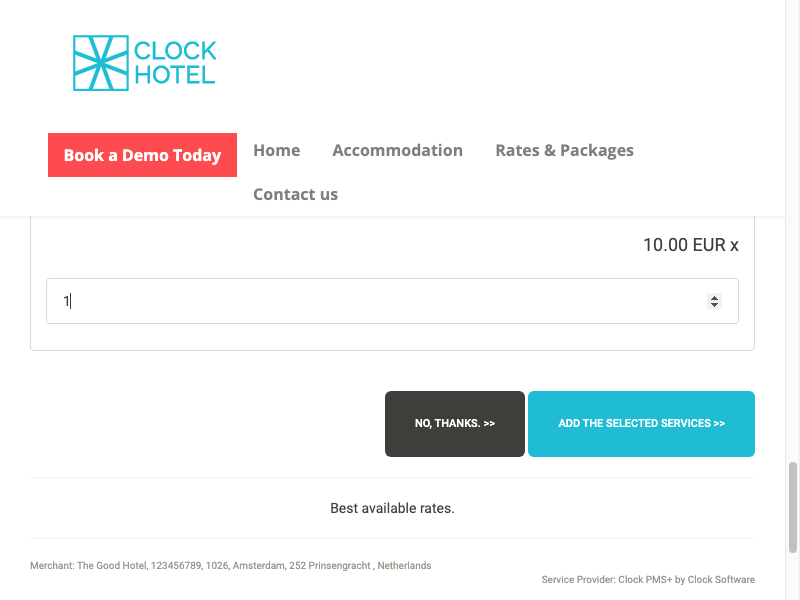 CLOCK
HOTEL
Book a Demo Today
Home
Accommodation
Rates & Packages
Contact us
10.00 EUR x
1
NO, THANKS. >>
ADD THE SELECTED SERVICES >>
Best available rates.
Merchant: The Good Hotel, 123456789, 1026, Amsterdam, 252 Prinsengracht , Netherlands
Service Provider: Clock PMS+ by Clock Software